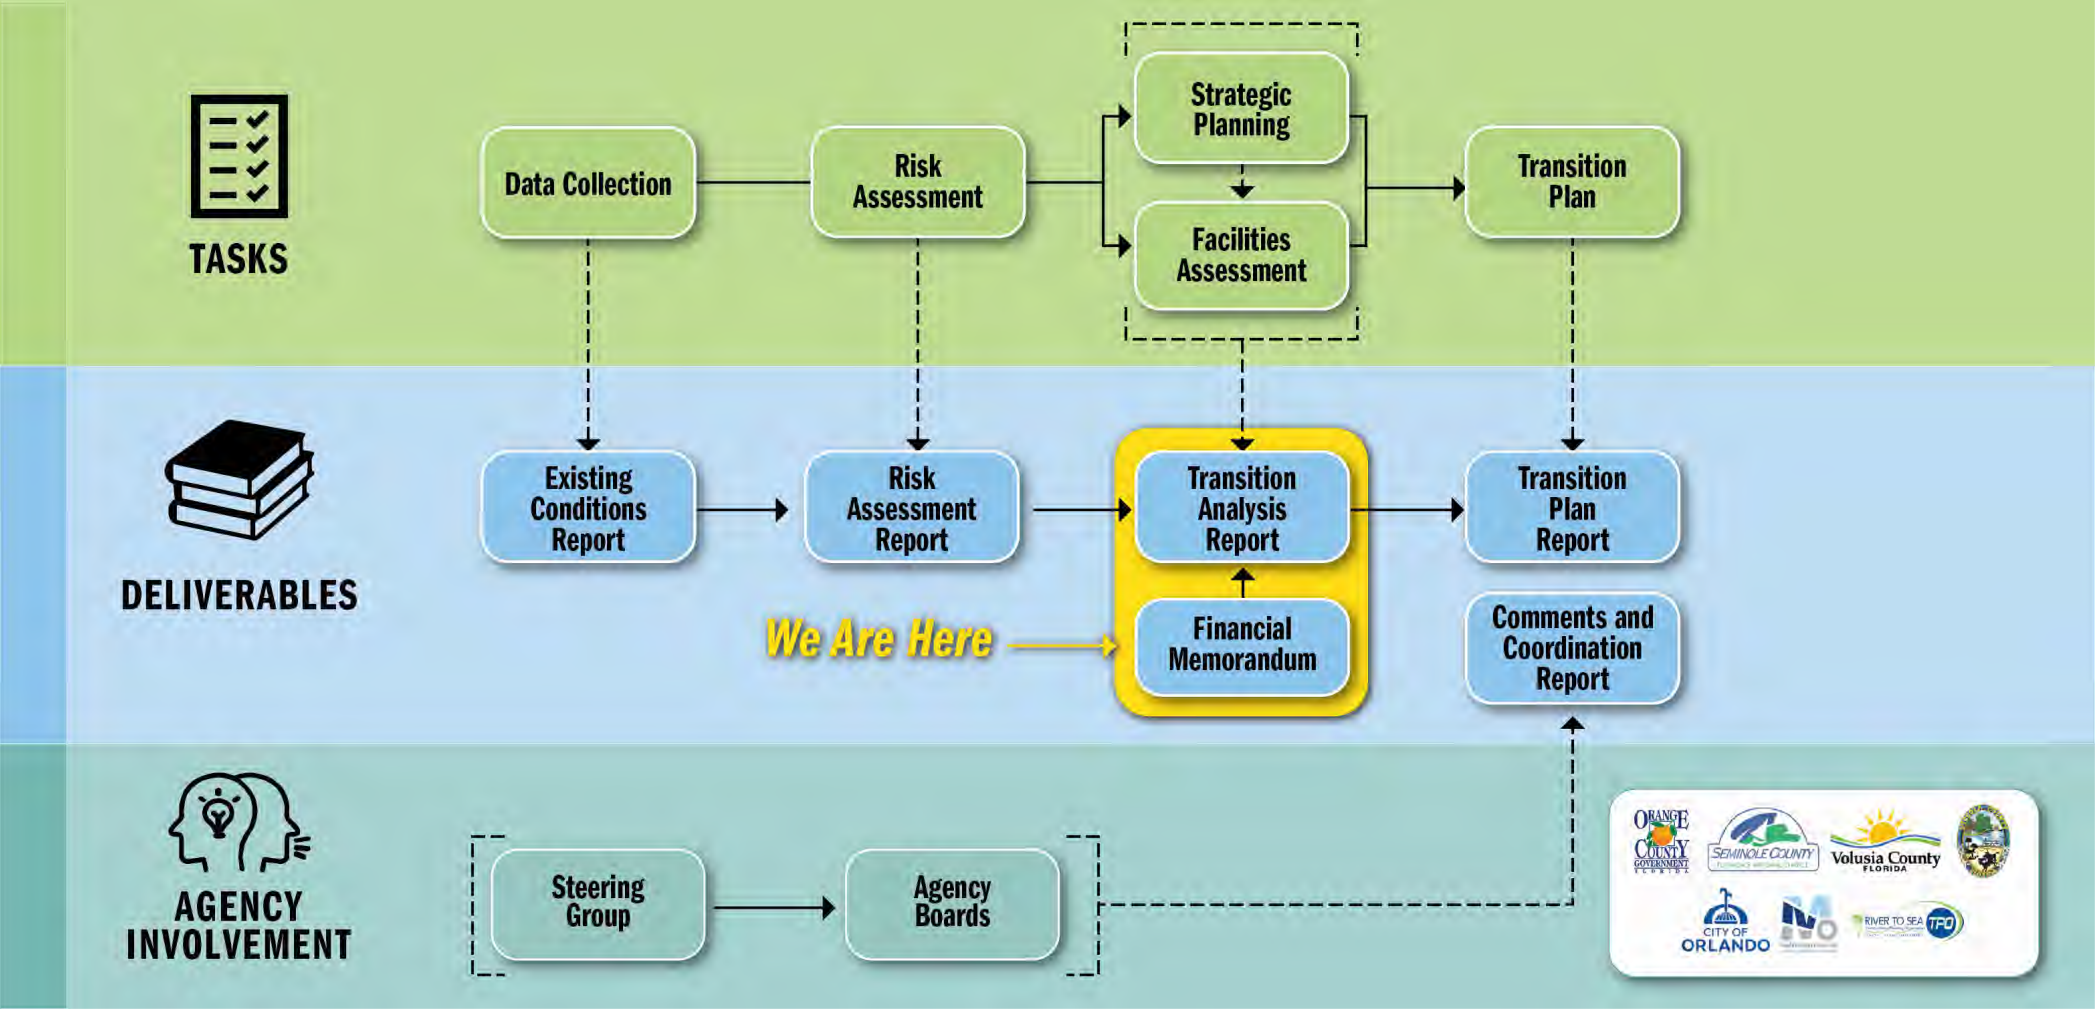 TASKS
Data Collection
Risk
Assessment
Strategic
Planning
Facilities
Assessment
Transition
Plan
DELIVERABLES
Existing
Conditions
Report
Risk
Assessment
Report
Transition
Analysis
Report
Transition
Plan
Report
We Are Here
Financial
Memorandum
Comments and
Coordination
Report
AGENCY
INVOLVEMENT
Steering
Group
Agency
Boards
ORANGE
COUNTY
GOVERNMENT
FLORIDA
SEMINOLE COUNTY
Volusia County
FLORIDA
CITY OF
ORLANDO
RIVER TO SEA
TPO